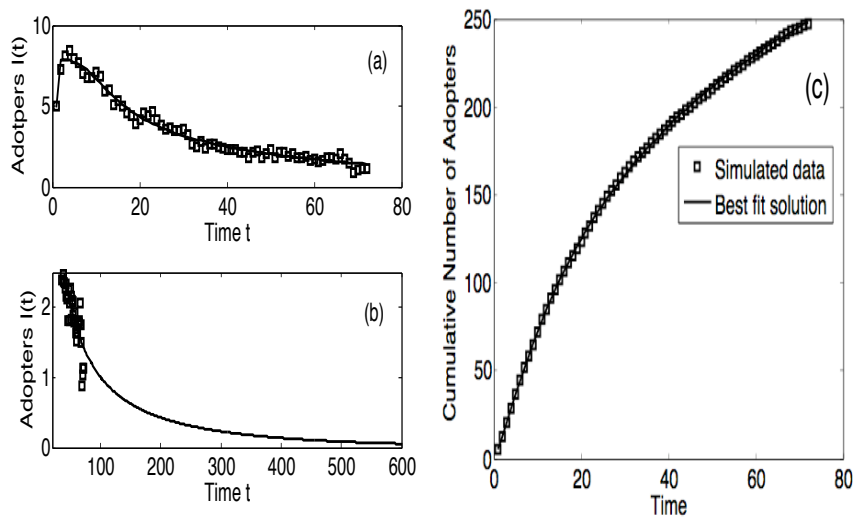 10
5
0
Adotpers I(t)
(a)
0
20
40
60
80
Time t
2
1
0
Adopters I(t)
(b)
100
200
300
400
500
600
Time t
250
200
150
100
50
0
Cumulative Number of Adopters
(c)
Simulated data
Best fit solution
0
20
40
60
80
Time